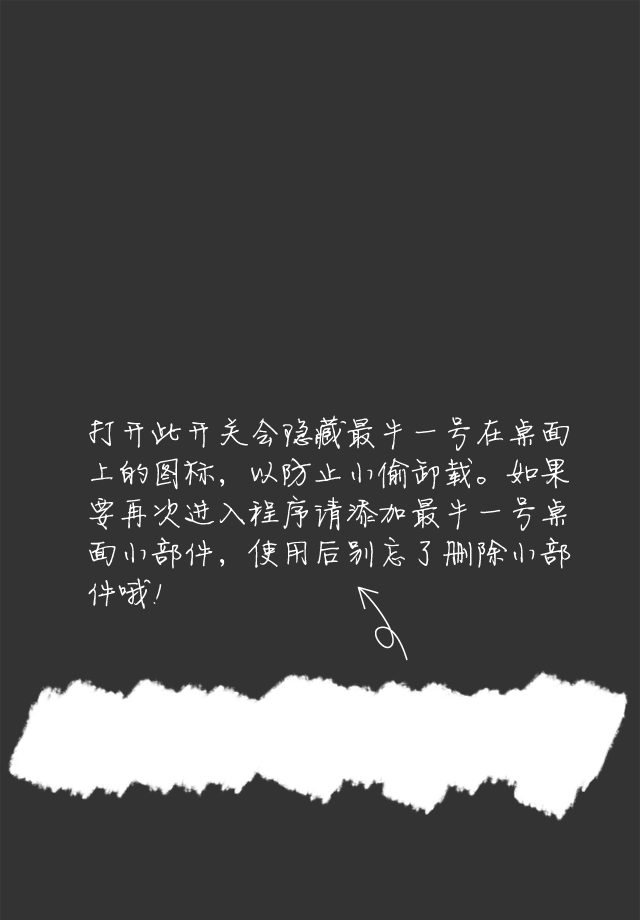 打开此开关会隐藏最牛一号在桌面
上的图标，以防止小偷卸载。如果
要再次进入程序请添加最牛一号桌
面小部件，使用后别忘了删除小部
件哦！